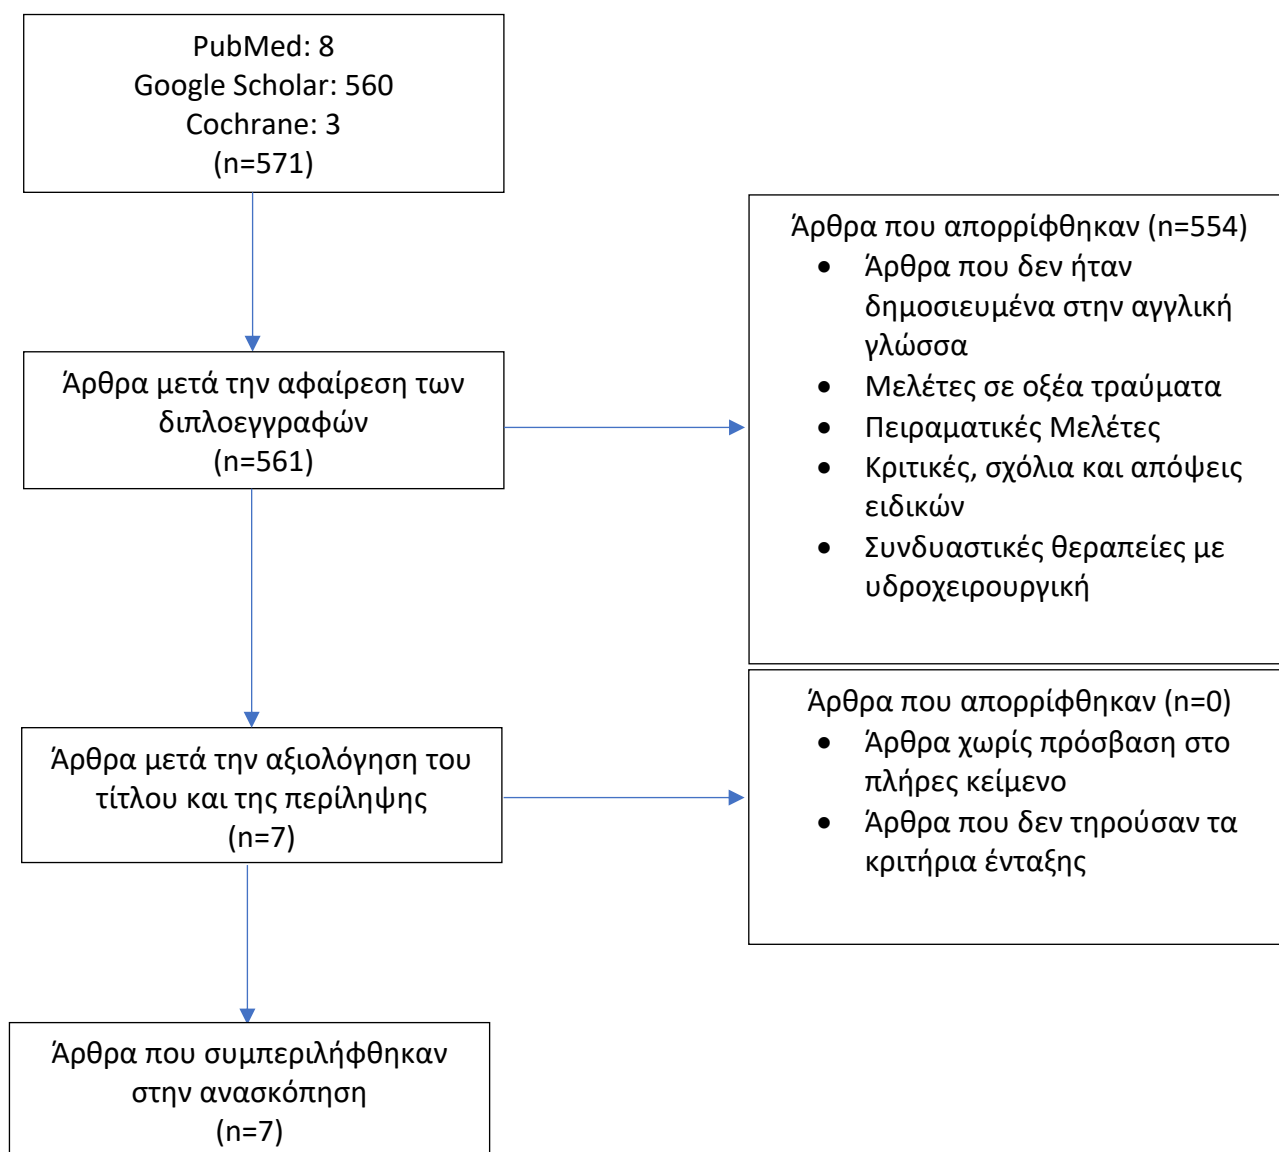 PubMed: 8
Google Scholar: 560
Cochrane: 3
(n=571)
Άρθρα που απορρίφθηκαν (n=554)
• Άρθρα που δεν ήταν
δημοσιευμένα στην αγγλική
γλώσσα
• Μελέτες σε οξέα τραύματα
• Πειραματικές Μελέτες
• Κριτικές, σχόλια και απόψεις
ειδικών
• Συνδυαστικές θεραπείες με
υδροχειρουργική
Άρθρα μετά την αφαίρεση των
διπλοεγγραφών
(n=561)
Άρθρα που απορρίφθηκαν (n=0)
• Άρθρα χωρίς πρόσβαση στο
πλήρες κείμενο
• Άρθρα που δεν τηρούσαν τα
κριτήρια ένταξης
Άρθρα μετά την αξιολόγηση του
τίτλου και της περίληψης
(n=7)
Άρθρα που συμπεριλήφθηκαν
στην ανασκόπηση
(n=7)